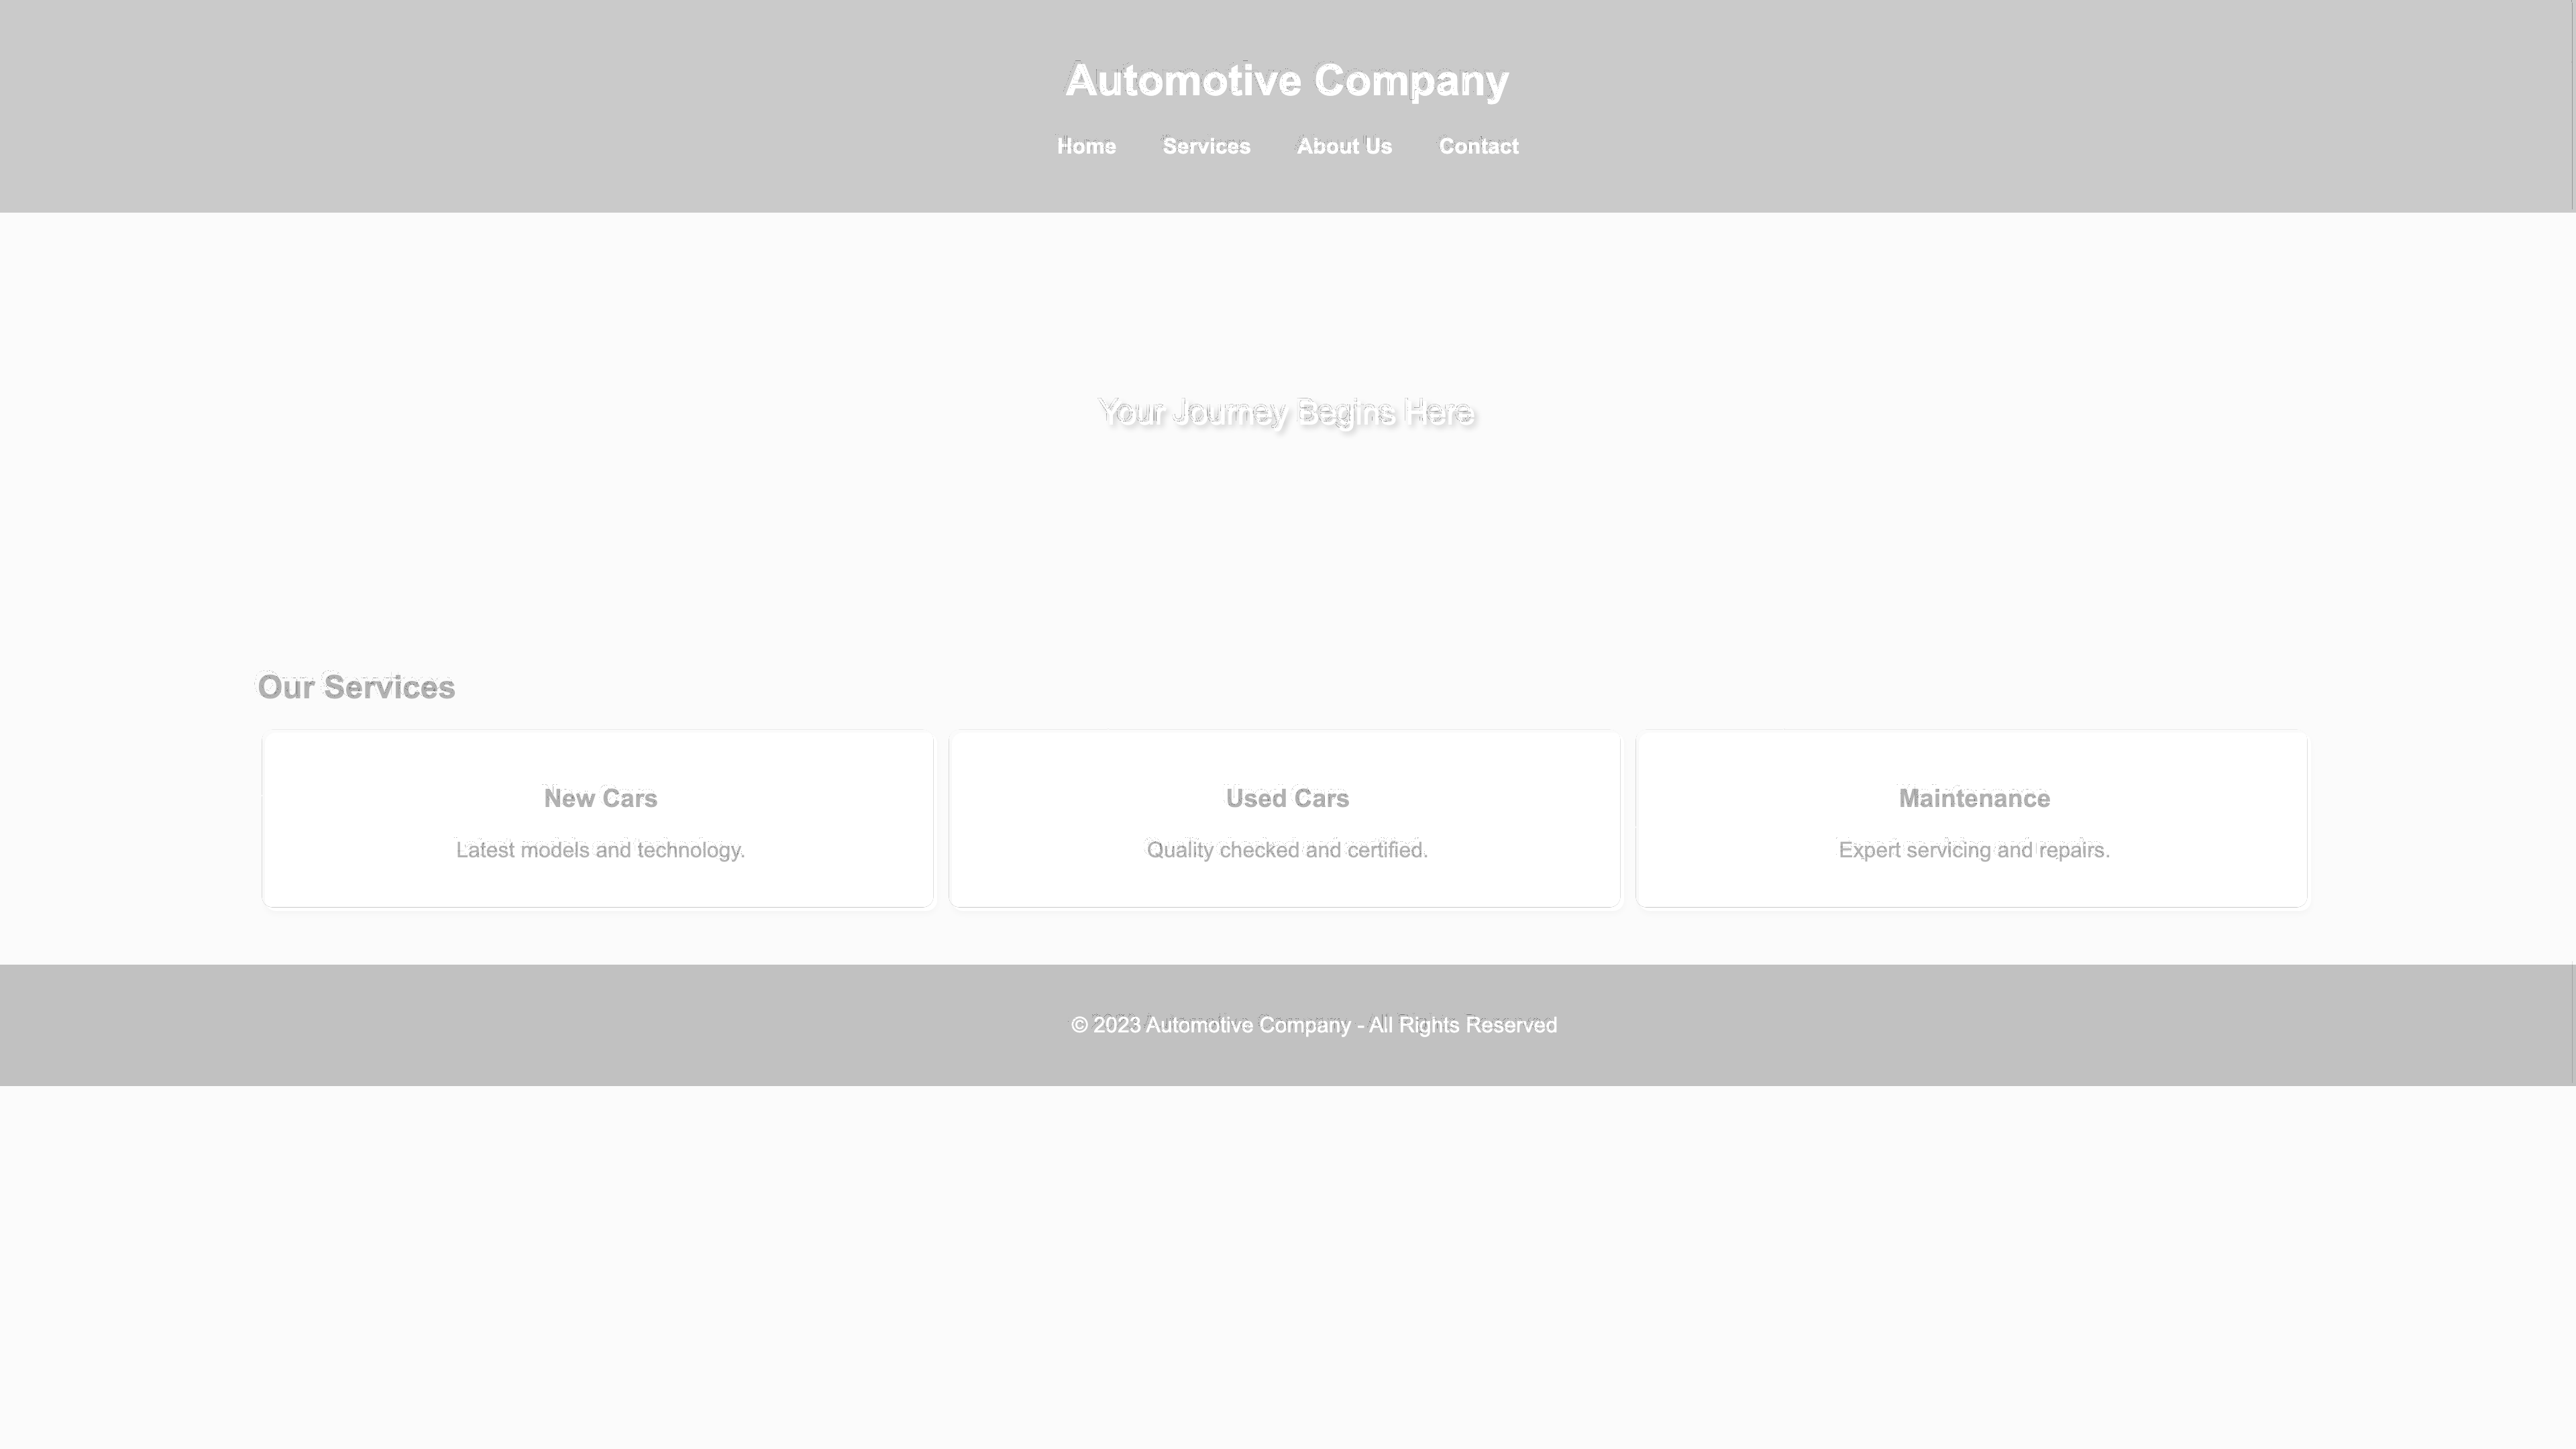 Automotive Company
Home Services About Us Contact
Your Journey Begins Here
Our Services
New Cars
Latest models and technology.
Used Cars
Quality checked and certified.
Maintenance
Expert servicing and repairs.
© 2023 Automotive Company - All Rights Reserved